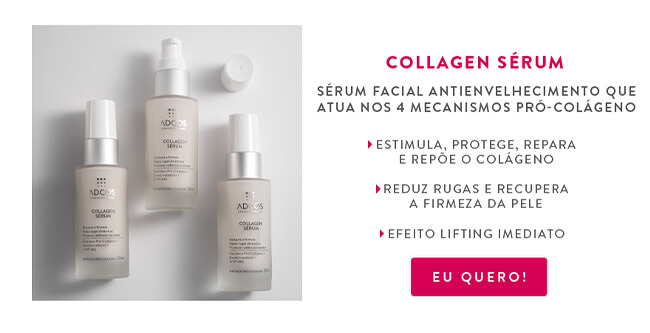 ADCOS
COLLAGEN
SÉRUM
ADCOS
COLLAGEN
SÉRUM
ADCOS
COLLAGEN
SÉRUM
COLLAGEN SÉRUM
SÉRUM FACIAL ANTIENVELHECIMENTO QUE
ATUA NOS 4 MECANISMOS PRÓ-COLÁGENO
ESTIMULA, PROTEGE, REPARA
E REPÕE O COLÁGENO
REDUZ RUGAS E RECUPERA
A FIRMEZA DA PELE
EFEITO LIFTING IMEDIATO
EU QUERO!